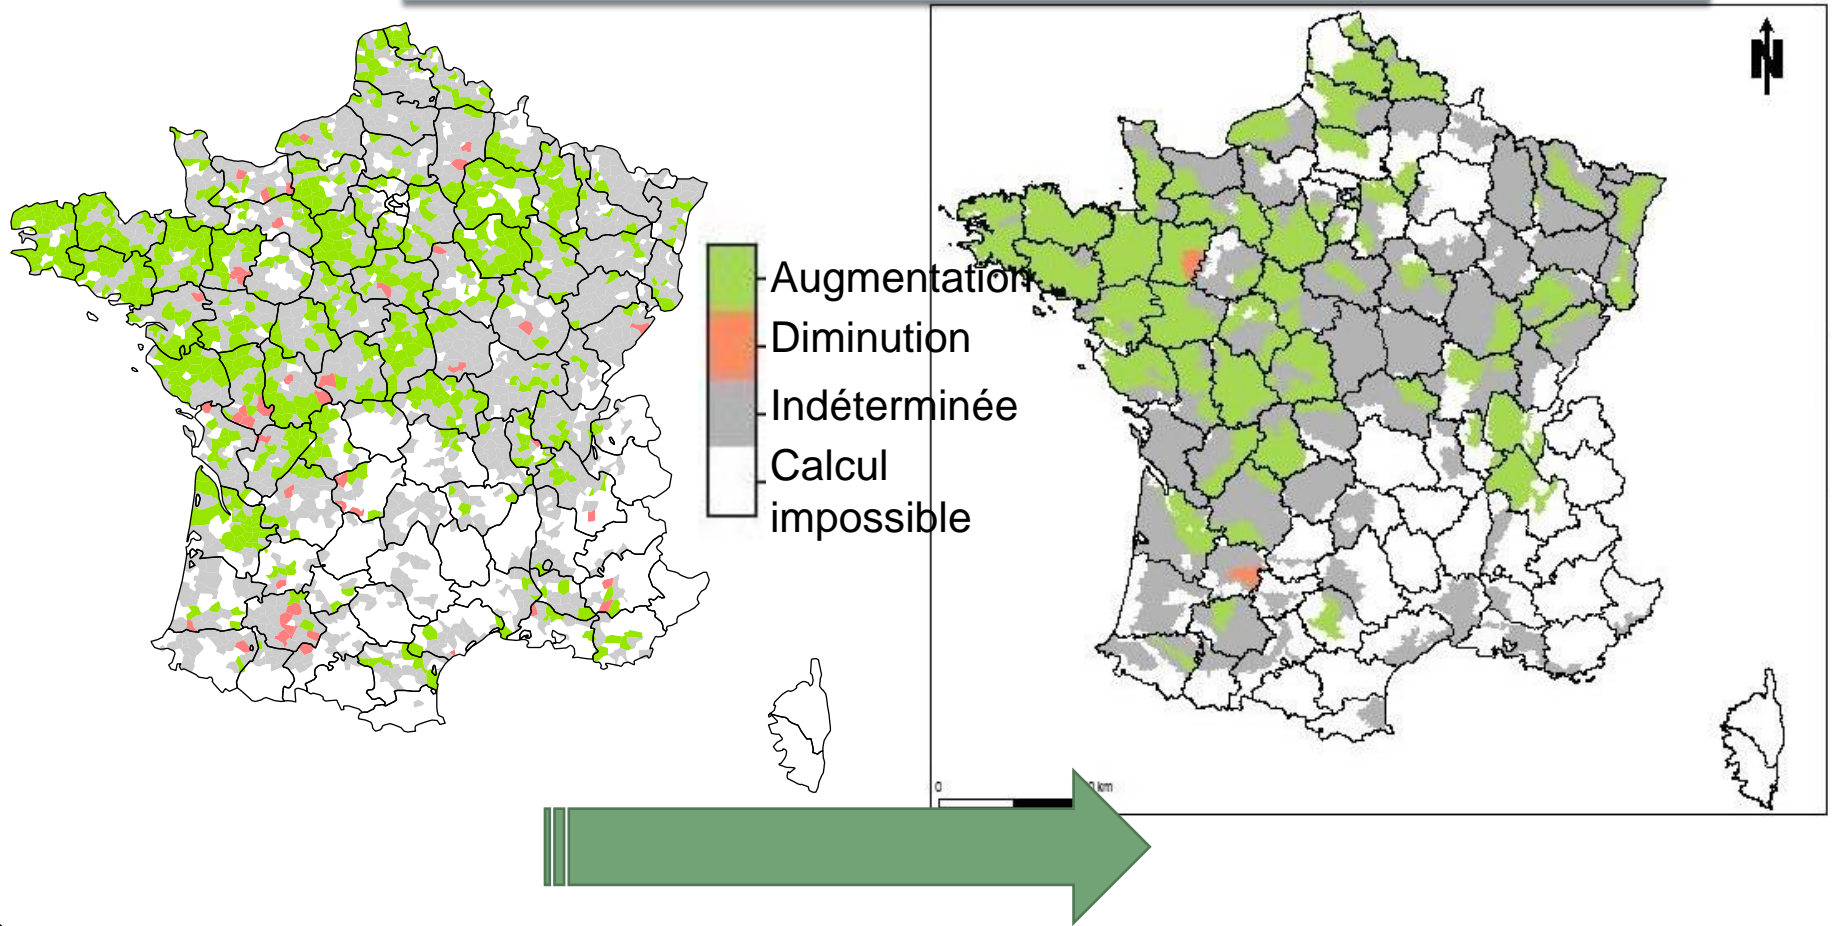 N
Augmentation
Diminution
Indéterminée
Calcul
impossible
0
km